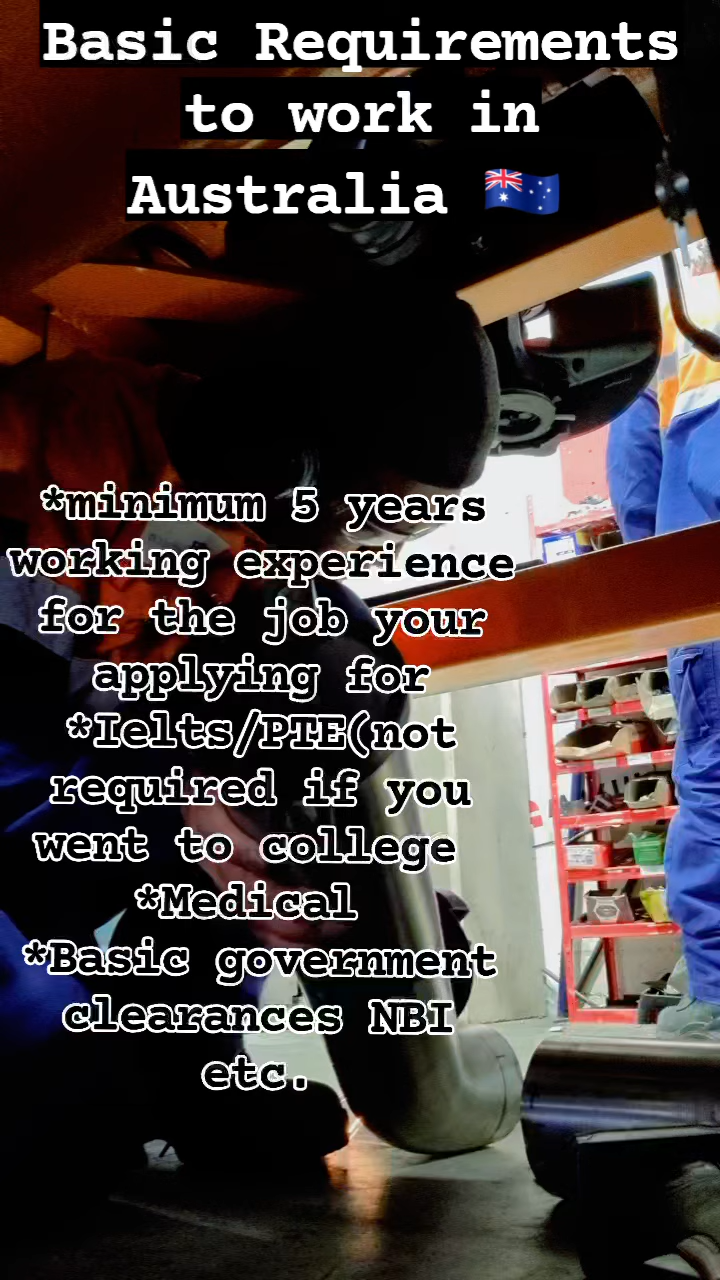 Basic Requirements
to work in
Australia 🇦🇺
*minimum 5 years
working experience
for the job your
applying for
*Ielts/PTE(not
required if you
went to college
*Medical
*Basic government
clearances NBI
etc.